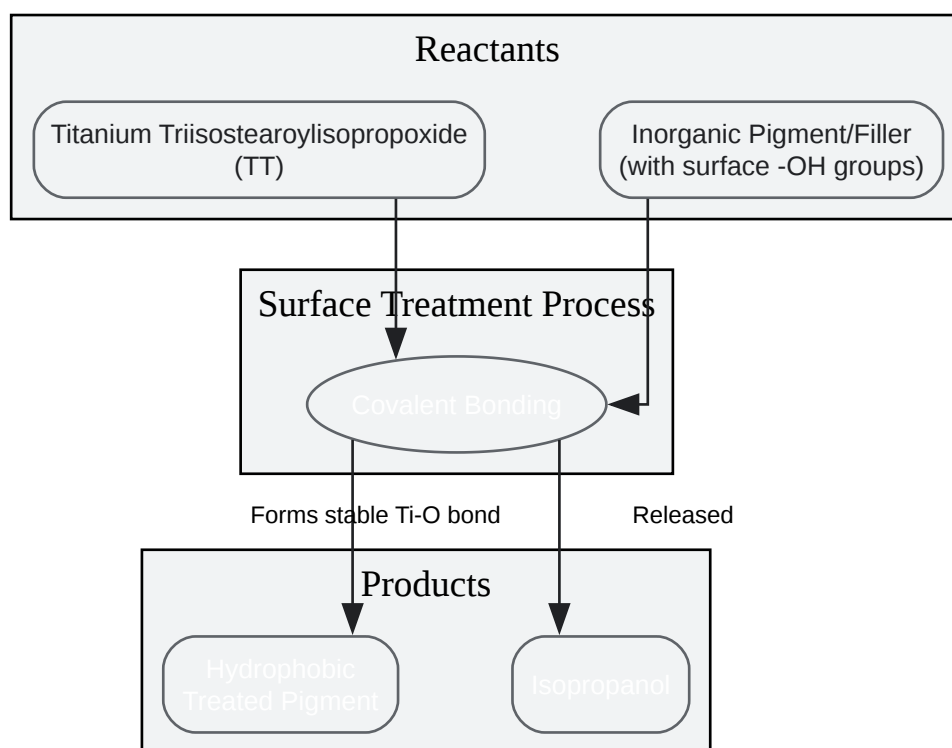 Reactants
Titanium Triisostearoylisopropoxide
(TT)
Inorganic Pigment/Filler
(with surface -OH groups)
Surface Treatment Process
Covalent Bonding
Forms stable Ti-O bond
Released
Products
Hydrophobic
Treated Pigment
Isopropanol